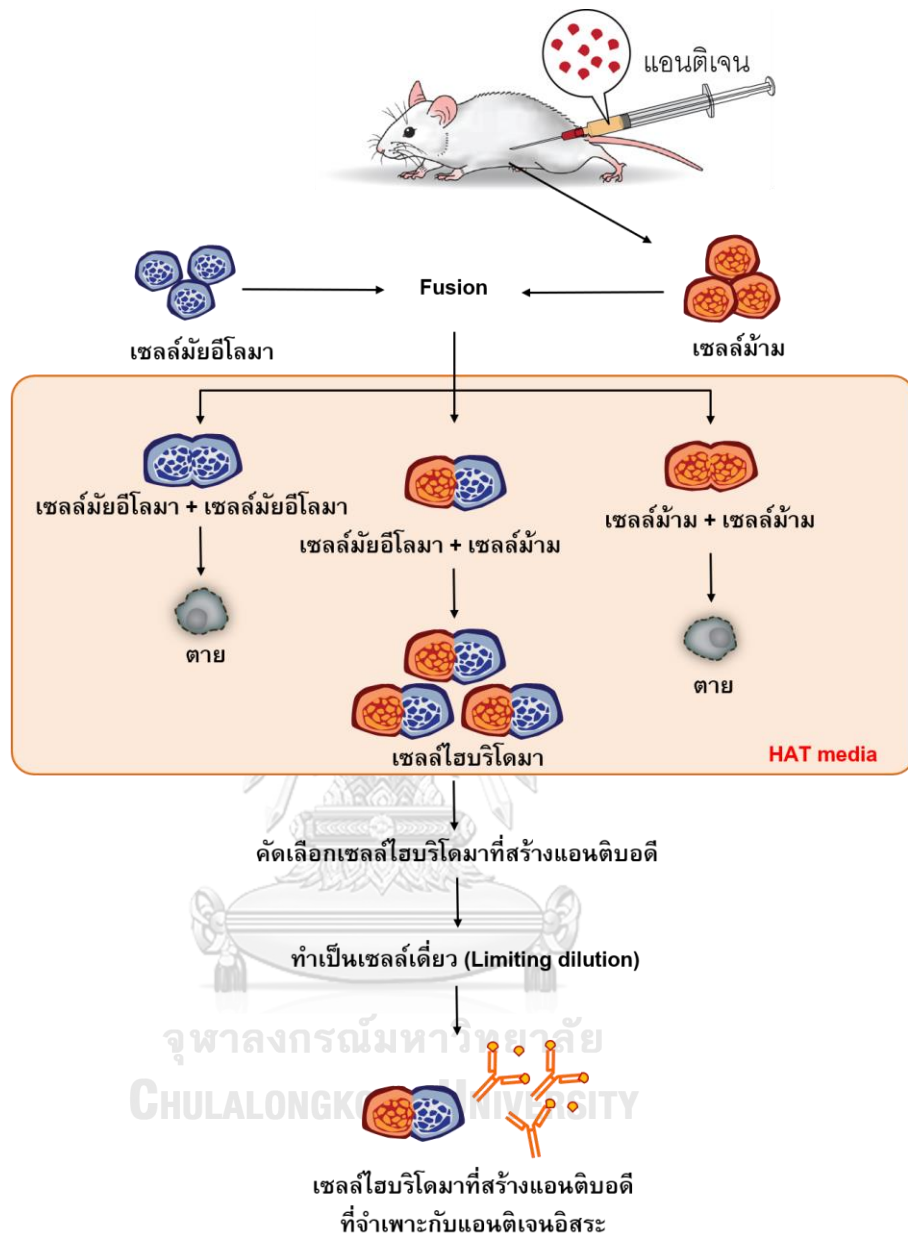 แอนติเจน
Fusion
เซลล์มัยอีโลมา
เซลล์ม้าม
เซลล์มัยอีโลมา + เซลล์มัยอีโลมา
เซลล์มัยอีโลมา + เซลล์ม้าม
เซลล์ม้าม + เซลล์ม้าม
ตาย
ตาย
เซลล์ไฮบริโดมา
HAT media
คัดเลือกเซลล์ไฮบริโดมาที่สร้างแอนติบอดี
ทำเป็นเซลล์เดี่ยว (Limiting dilution)
จุฬาลงกรณ์มหาวิทยาลัย
CHULALONGKORN UNIVERSITY
เซลล์ไฮบริโดมาที่สร้างแอนติบอดี
ที่จำเพาะกับแอนติเจนอิสระ